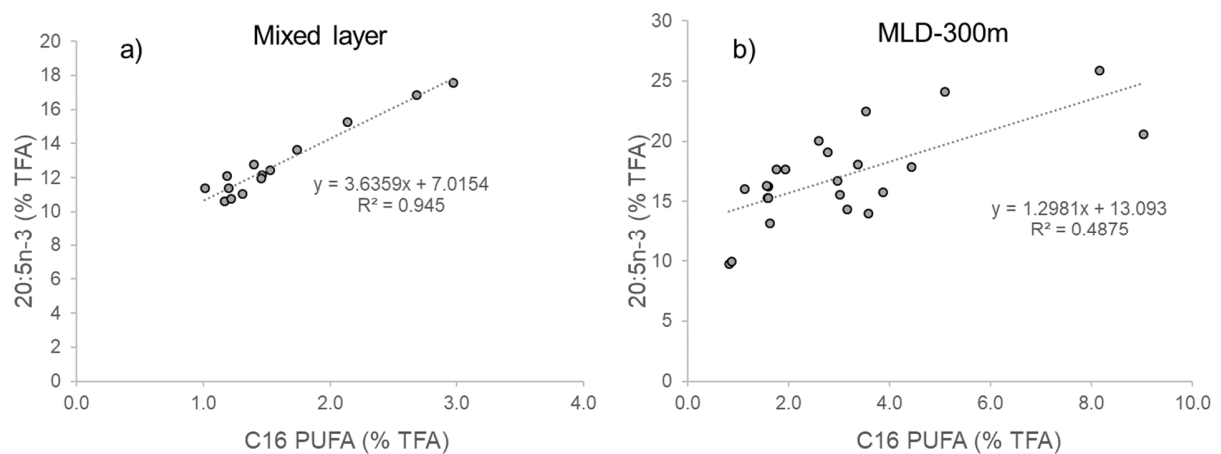 a)
Mixed layer
20
18
16
14
12
10
8
6
4
2
0
20:5n-3 (% TFA)
y = 3.6359x + 7.0154
R² = 0.945
0.0 1.0 2.0 3.0 4.0
C16 PUFA (% TFA)
b)
MLD-300m
30
25
20
15
10
5
0
20:5n-3 (% TFA)
y = 1.2981x + 13.093
R² = 0.4875
0.0 2.0 4.0 6.0 8.0 10.0
C16 PUFA (% TFA)